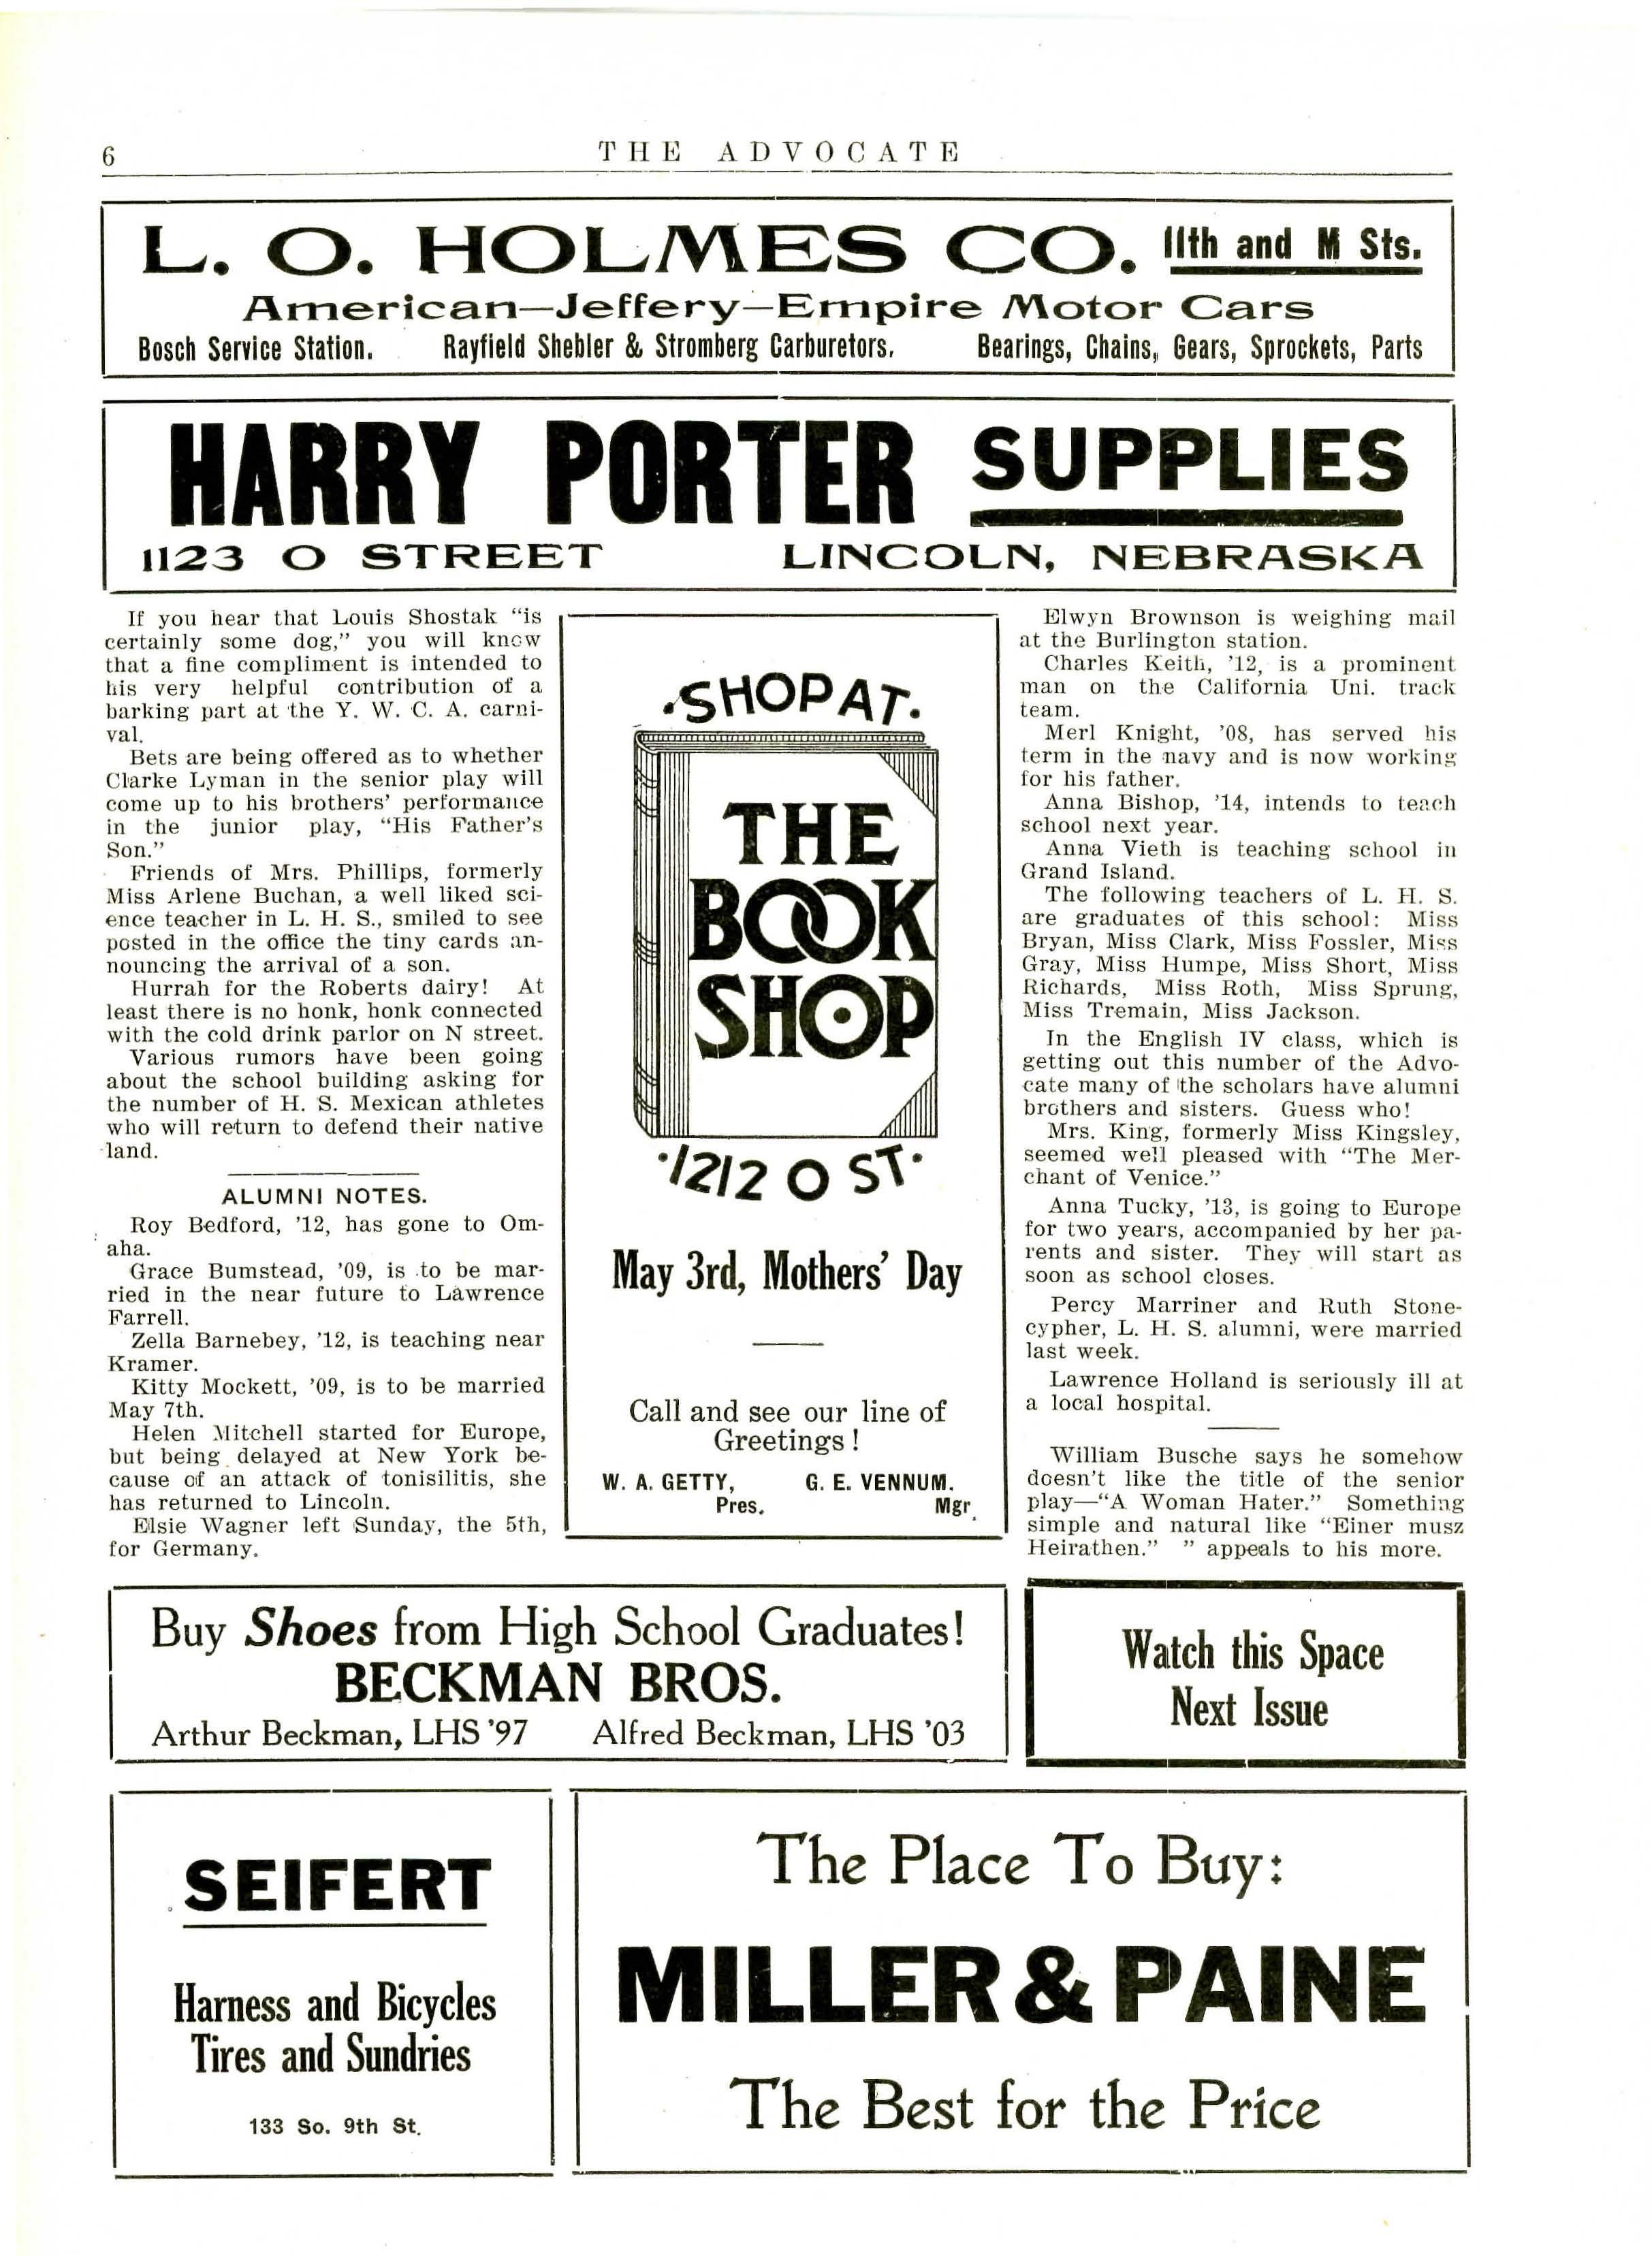 6
THE ADVOCATE
L. O. HOLMES CO. 11th and M Sts.
American—Jeffery—Empire Motor Cars
Bosch Service Station. Rayfield Shebler & Stromberg Carburetors, Bearings, Chains, Gears, Sprockets, Parts
HARRY PORTER SUPPLIES
1123 O STREET LINCOLN, NEBRASKA
If you hear that Louis Shostak "is
certainly some dog," you will know
that a fine compliment is intended to
his very helpful contribution of a
barking part at the Y. W. C. A. carni-
val.
Bets are being offered as to whether
Clarke Lyman in the senior play will
come up to his brothers' performance
in the junior play, "His Father's
Son."
Friends of Mrs. Phillips, formerly
Miss Arlene Buchan, a well liked sci-
ence teacher in L. H. S., smiled to see
posted in the office the tiny cards an-
nouncing the arrival of a son.
Hurrah for the Roberts dairy! At
least there is no honk, honk connected
with the cold drink parlor on N street.
Various rumors have been going
about the school building asking for
the number of H. S. Mexican athletes
who will return to defend their native
land.
ALUMNI NOTES.
Roy Bedford, '12, has gone to Om-
aha.
Grace Bumstead, '09, is to be mar-
ried in the near future to Lawrence
Farrell.
Zella Barnebey, '12, is teaching near
Kramer.
Kitty Mockett, '09, is to be married
May 7th.
Helen Mitchell started for Europe,
but being delayed at New York be-
cause of an attack of tonisilitis, she
has returned to Lincoln.
Elsie Wagner left Sunday, the 5th,
for Germany.
·SHOP AT·
THE
BOOK
SHOP
·1212 O ST·
May 3rd, Mothers' Day
Call and see our line of
Greetings!
W. A. GETTY, G. E. VENNUM.
Pres. Mgr.
Elwyn Brownson is weighing mail
at the Burlington station.
Charles Keith, '12, is a prominent
man on the California Uni. track
team.
Merl Knight, '08, has served his
term in the navy and is now working
for his father.
Anna Bishop, '14, intends to teach
school next year.
Anna Vieth is teaching school in
Grand Island.
The following teachers of L. H. S.
are graduates of this school: Miss
Bryan, Miss Clark, Miss Fossler, Miss
Gray, Miss Humpe, Miss Short, Miss
Richards, Miss Roth, Miss Sprung,
Miss Tremain, Miss Jackson.
In the English IV class, which is
getting out this number of the Advo-
cate many of the scholars have alumni
brothers and sisters. Guess who!
Mrs. King, formerly Miss Kingsley,
seemed well pleased with "The Mer-
chant of Venice."
Anna Tucky, '13, is going to Europe
for two years, accompanied by her pa-
rents and sister. They will start as
soon as school closes.
Percy Marriner and Ruth Stone-
cypher, L. H. S. alumni, were married
last week.
Lawrence Holland is seriously ill at
a local hospital.
William Busche says he somehow
doesn't like the title of the senior
play—"A Woman Hater." Something
simple and natural like "Einer musz
Heirathen." " appeals to his more.
Buy Shoes from High School Graduates!
BECKMAN BROS.
Arthur Beckman, LHS '97 Alfred Beckman, LHS '03
Watch this Space
Next Issue
SEIFERT
Harness and Bicycles
Tires and Sundries
133 So. 9th St.
The Place To Buy:
MILLER & PAINE
The Best for the Price